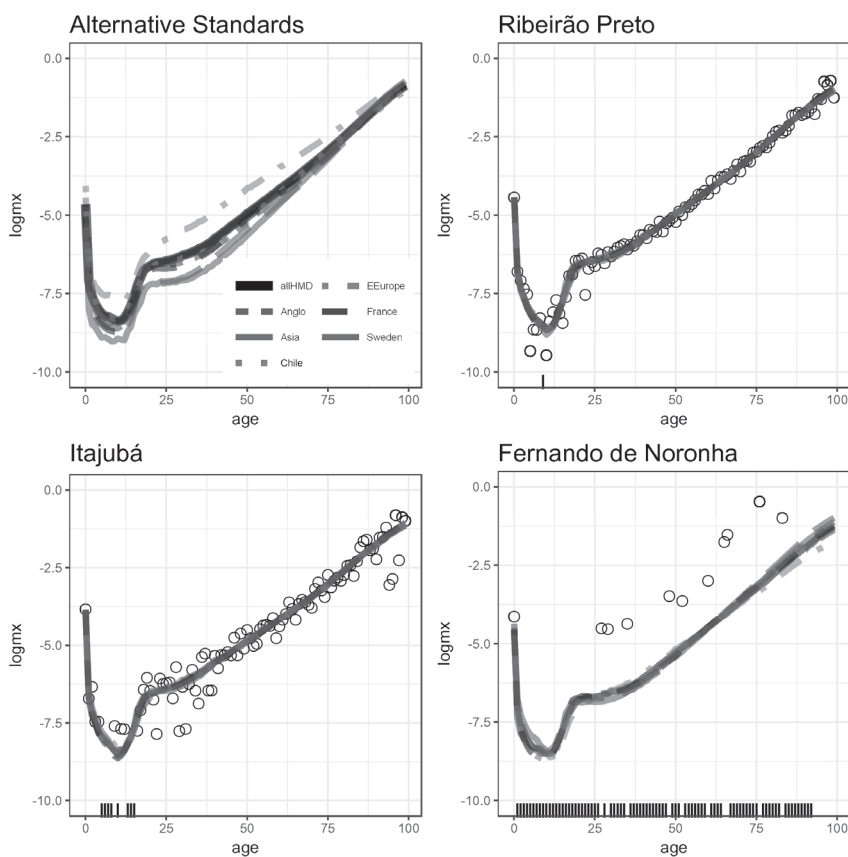 Alternative Standards
0.0
-2.5
-5.0
-7.5
-10.0
logmx
allHMD
Anglo
Asia
Chile
EEurope
France
Sweden
0 25 50 75 100
age
Ribeirão Preto
0.0
-2.5
-5.0
-7.5
-10.0
logmx
0 25 50 75 100
age
Itajubá
0.0
-2.5
-5.0
-7.5
-10.0
logmx
0 25 50 75 100
age
Fernando de Noronha
0.0
-2.5
-5.0
-7.5
-10.0
logmx
0 25 50 75 100
age